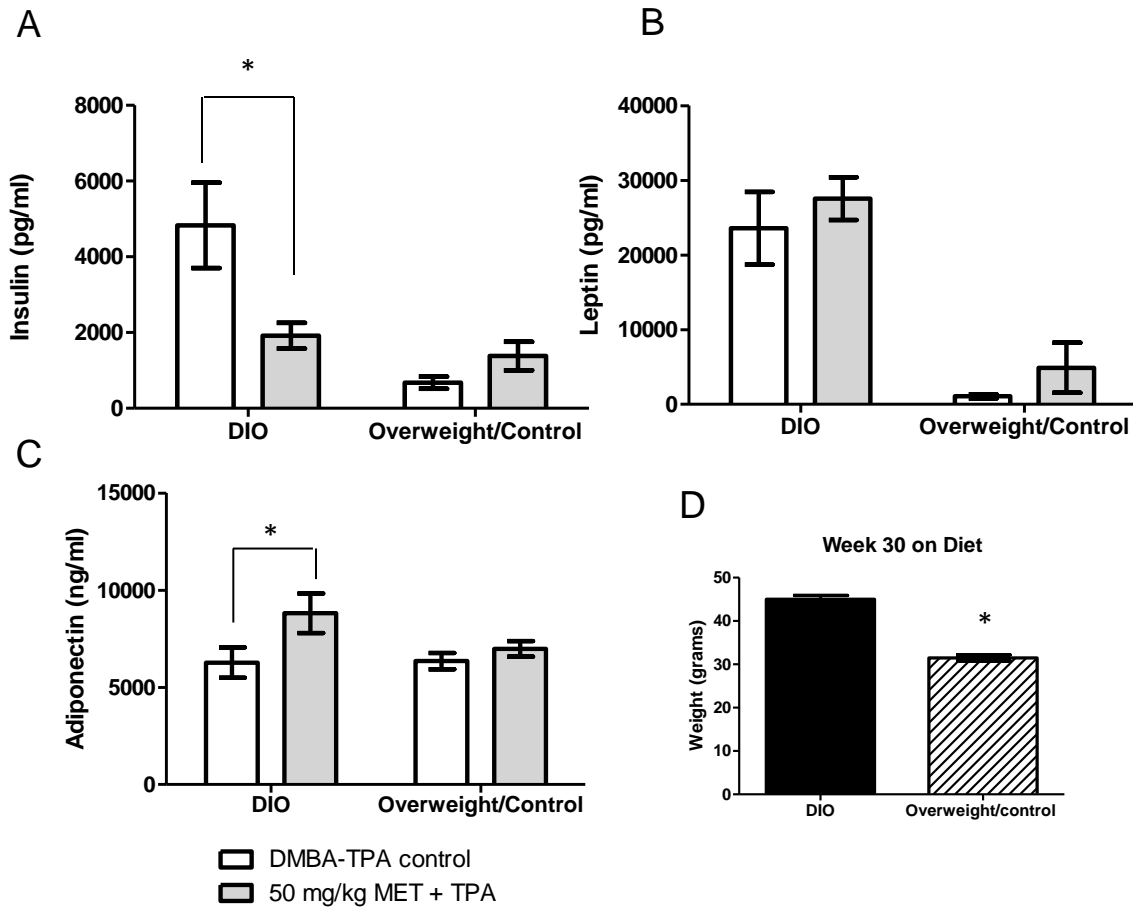 A
*
8000
6000
4000
2000
0
Insulin (pg/ml)
DIO Overweight/Control
B
40000
30000
20000
10000
0
Leptin (pg/ml)
DIO Overweight/Control
C
15000
10000
5000
0
Adiponectin (ng/ml)
*
DIO Overweight/Control
D
Week 30 on Diet
50
40
30
20
10
0
Weight (grams)
*
DIO Overweight/control
DMBA-TPA control
50 mg/kg MET + TPA